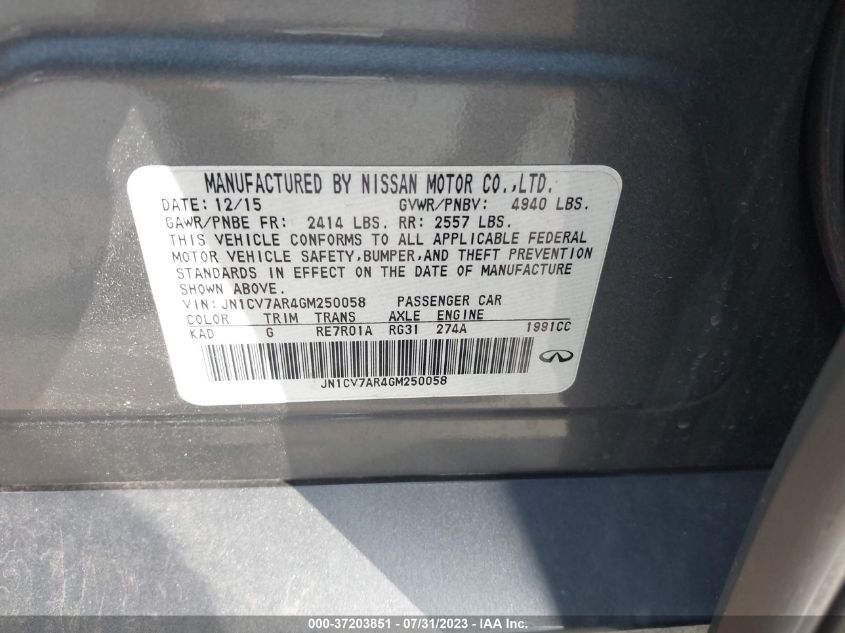 MANUFACTURED BY NISSAN MOTOR CO.,LTD.
DATE: 12/15 GVWR/PNBV: 4940 LBS.
GAWR/PNBE FR: 2414 LBS. RR: 2557 LBS.
THIS VEHICLE CONFORMS TO ALL APPLICABLE FEDERAL
MOTOR VEHICLE SAFETY,BUMPER,AND THEFT PREVENTION
STANDARDS IN EFFECT ON THE DATE OF MANUFACTURE
SHOWN ABOVE.
VIN: JN1CV7AR4GM250058 PASSENGER CAR
COLOR TRIM TRANS AXLE ENGINE
KAD G RE7R01A RG31 274A 1991CC
JN1CV7AR4GM250058
000-37203851 - 07/31/2023 - IAA Inc.